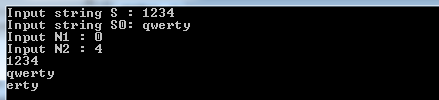 Input string S : 1234
Input string S0: qwerty
Input N1 : 0
Input N2 : 4
1234
qwerty
erty